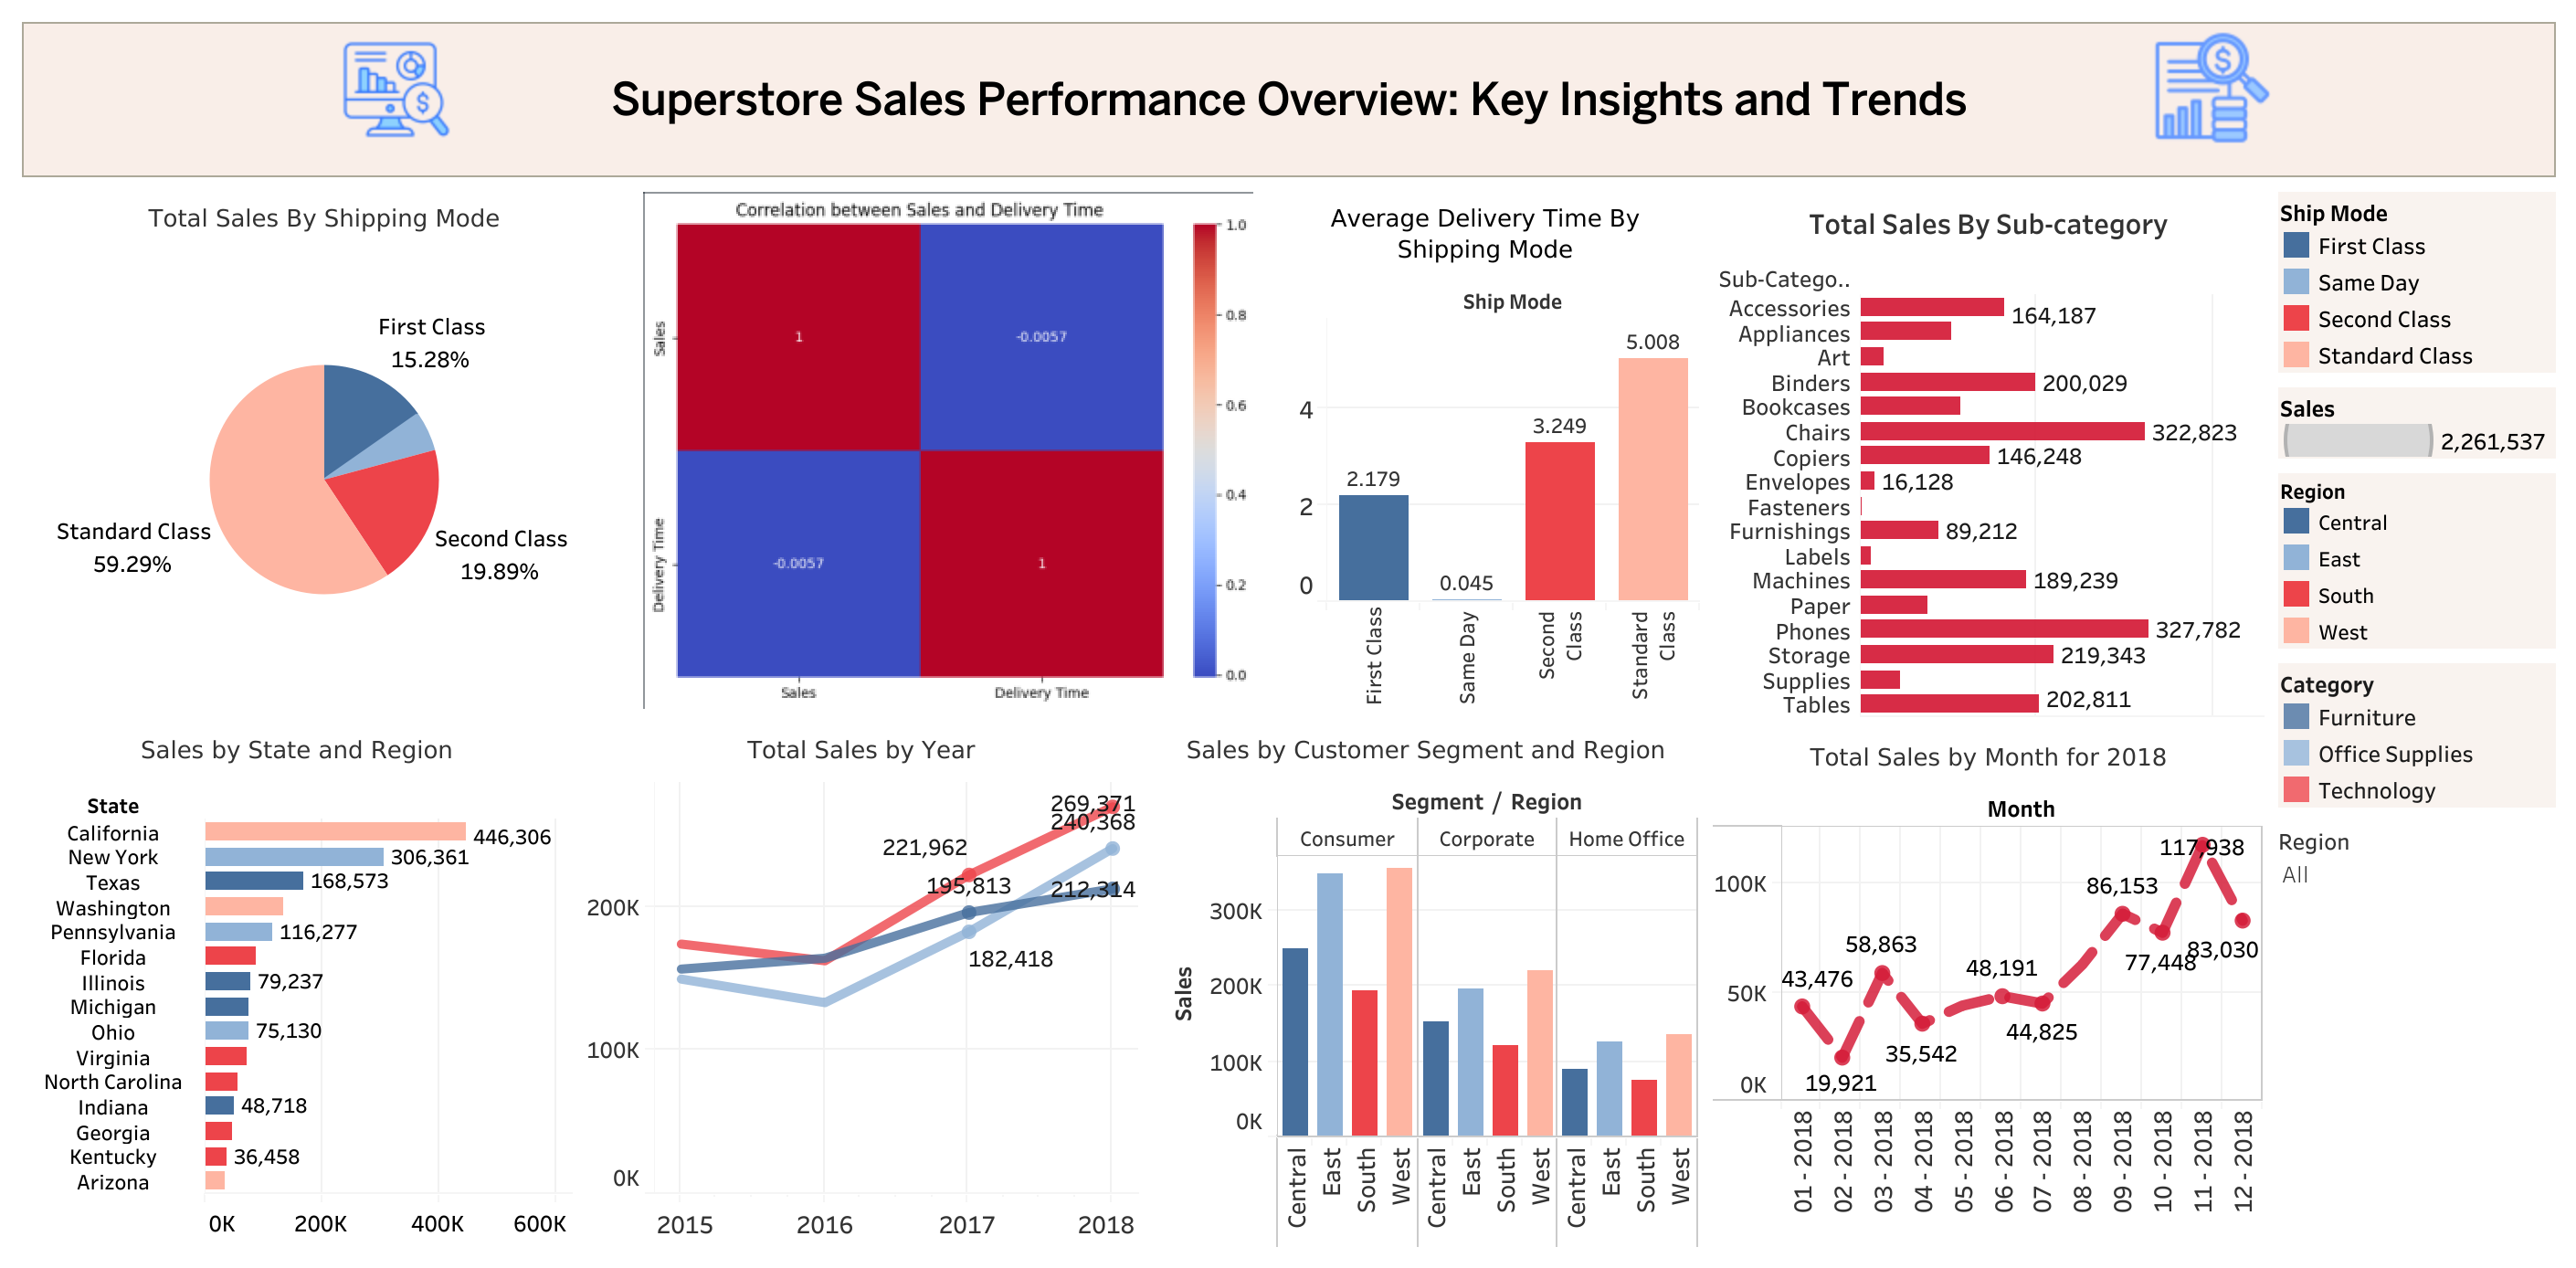 Superstore Sales Performance Overview: Key Insights and Trends
Total Sales By Shipping Mode
First Class
15.28%
Standard Class
59.29%
Second Class
19.89%
Correlation between Sales and Delivery Time
Sales
Delivery Time
1
-0.0057
-0.0057
1
Sales
Delivery Time
1.0
0.8
0.6
0.4
0.2
0.0
Average Delivery Time By
Shipping Mode
Ship Mode
4
2
0
2.179
0.045
3.249
5.008
First Class
Same Day
Second
Class
Standard
Class
Total Sales By Sub-category
Sub-Catego..
Accessories
164,187
Appliances
Art
Binders
200,029
Bookcases
Chairs
322,823
Copiers
146,248
Envelopes
16,128
Fasteners
Furnishings
89,212
Labels
Machines
189,239
Paper
Phones
327,782
Storage
219,343
Supplies
Tables
202,811
Ship Mode
First Class
Same Day
Second Class
Standard Class
Sales
2,261,537
Region
Central
East
South
West
Category
Furniture
Office Supplies
Technology
Region
All
Sales by State and Region
State
California
446,306
New York
306,361
Texas
168,573
Washington
Pennsylvania
116,277
Florida
Illinois
79,237
Michigan
Ohio
75,130
Virginia
North Carolina
Indiana
48,718
Georgia
Kentucky
36,458
Arizona
0K
200K
400K
600K
Total Sales by Year
200K
100K
0K
269,371
240,368
221,962
195,813
212,314
182,418
2015
2016
2017
2018
Sales by Customer Segment and Region
Segment / Region
Consumer
Corporate
Home Office
Sales
300K
200K
100K
0K
Central
East
South
West
Central
East
South
West
Central
East
South
West
Total Sales by Month for 2018
Month
100K
50K
0K
43,476
19,921
58,863
35,542
48,191
44,825
86,153
77,448
117,938
83,030
01 - 2018
02 - 2018
03 - 2018
04 - 2018
05 - 2018
06 - 2018
07 - 2018
08 - 2018
09 - 2018
10 - 2018
11 - 2018
12 - 2018